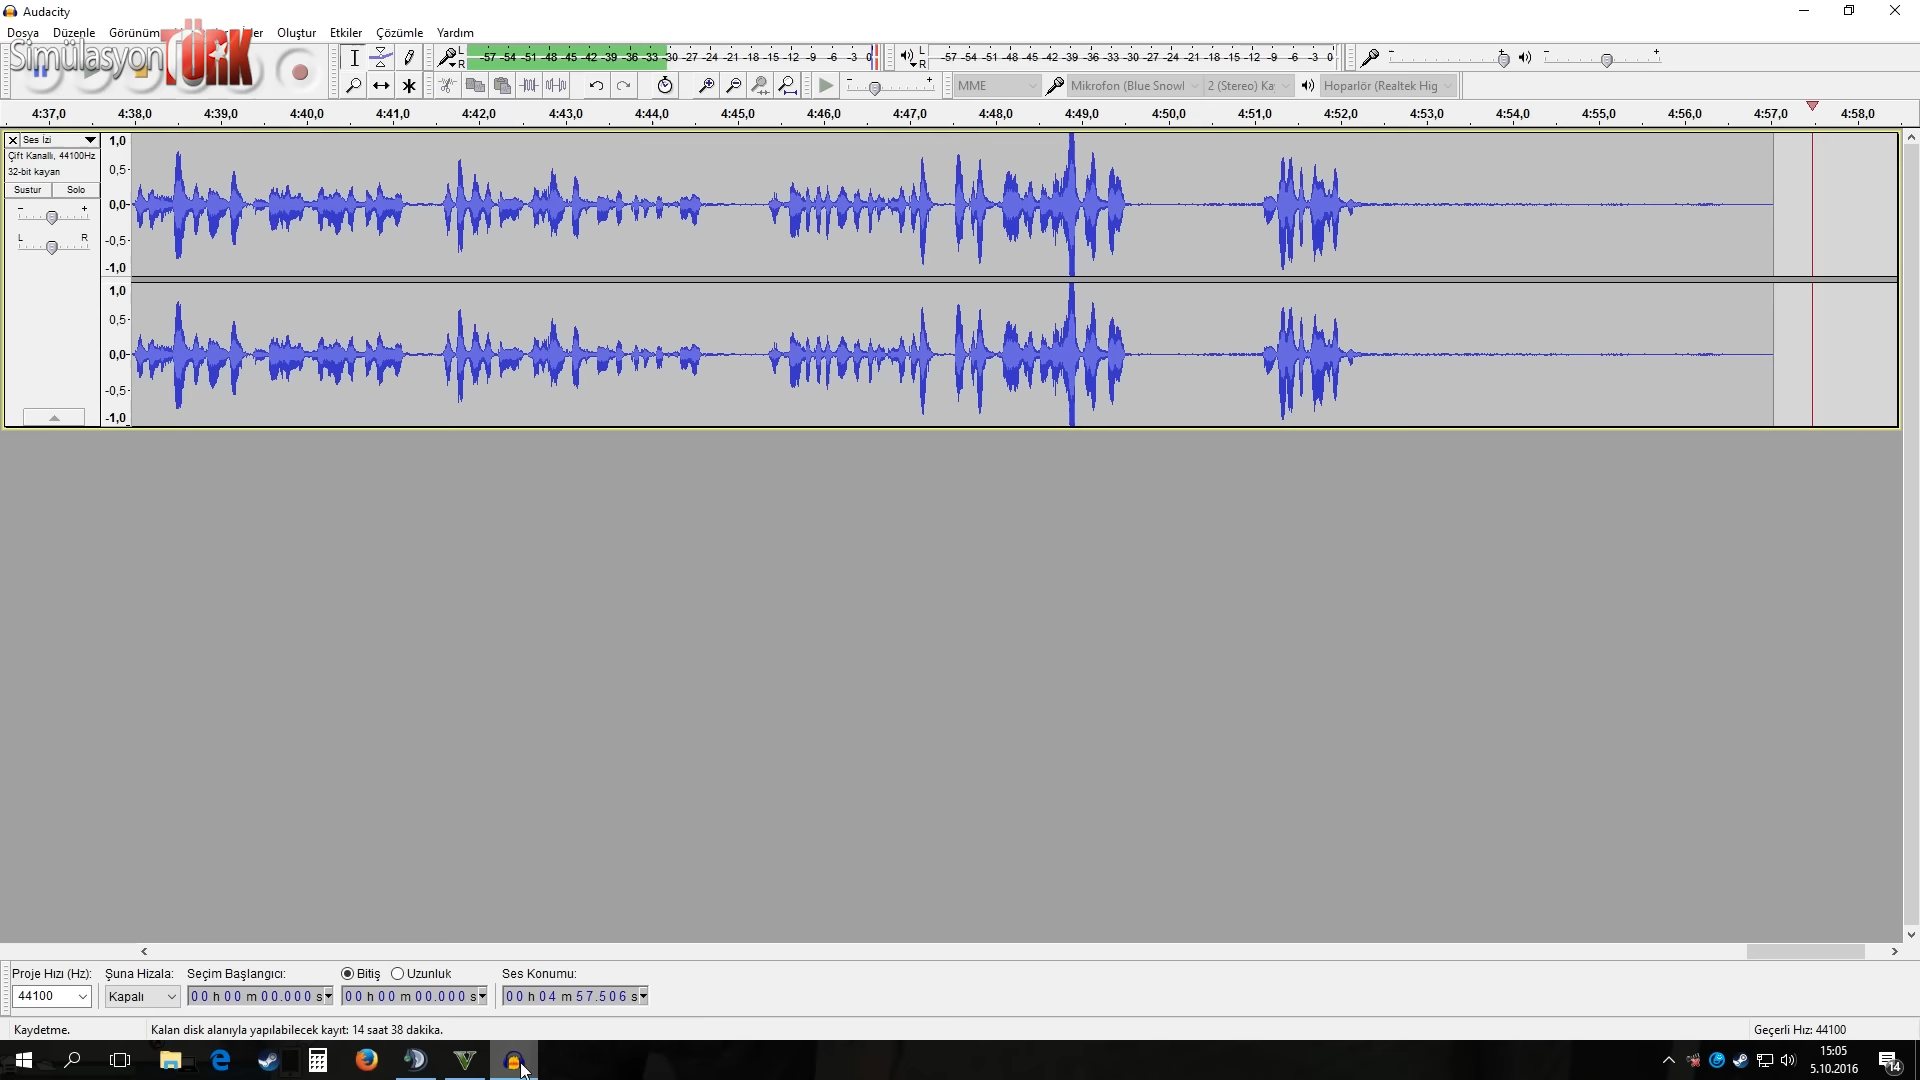 Audacity
Dosya Düzenle Görünüm İzler Oluştur Etkiler Çözümle Yardım
SimülasyonTÜRK
L
R
-57 -54 -51 -48 -45 -42 -39 -36 -33 -30 -27 -24 -21 -18 -15 -12 -9 -6 -3 0
L
R
-57 -54 -51 -48 -45 -42 -39 -36 -33 -30 -27 -24 -21 -18 -15 -12 -9 -6 -3 0
MME Mikrofon (Blue Snowl 2 (Stereo) Ka Hoparlör (Realtek Hig
4:37,0 4:38,0 4:39,0 4:40,0 4:41,0 4:42,0 4:43,0 4:44,0 4:45,0 4:46,0 4:47,0 4:48,0 4:49,0 4:50,0 4:51,0 4:52,0 4:53,0 4:54,0 4:55,0 4:56,0 4:57,0 4:58,0
Ses İzi
Çift Kanallı, 44100Hz
32-bit kayan
Sustur Solo
- +
L R
1,0
0,5
0,0
-0,5
-1,0
1,0
0,5
0,0
-0,5
-1,0
Proje Hızı (Hz): Şuna Hizala: Seçim Başlangıcı: Bitiş Uzunluk Ses Konumu:
44100 Kapalı 00 h 00 m 00.000 s 00 h 00 m 00.000 s 00 h 04 m 57.506 s
Kaydetme. Kalan disk alanıyla yapılabilecek kayıt: 14 saat 38 dakika. Geçerli Hız: 44100
15:05
5.10.2016
14